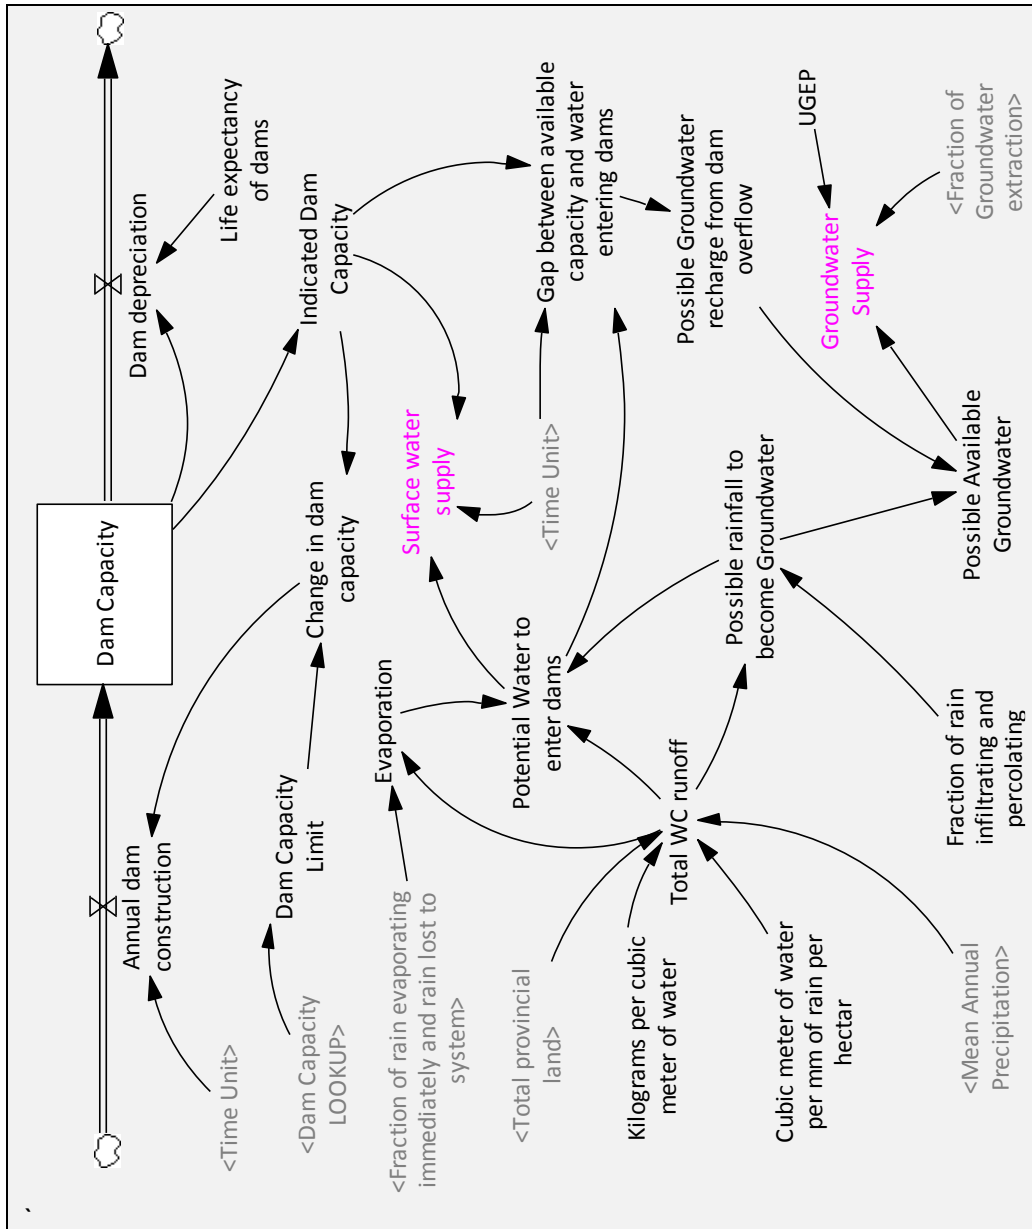 Dam Capacity
Annual dam
construction
Dam depreciation
<Time Unit>
Life expectancy
of dams
<Dam Capacity
LOOKUP>
Dam Capacity
Limit
Change in dam
capacity
Indicated Dam
Capacity
<Fraction of rain evaporating
immediately and rain lost to
system>
Evaporation
Surface water
supply
<Total provincial
land>
Potential Water to
enter dams
<Time Unit>
Gap between available
capacity and water
entering dams
Kilograms per cubic
meter of water
Total WC runoff
Possible Groundwater
recharge from dam
overflow
Cubic meter of water
per mm of rain per
hectar
Possible rainfall to
become Groundwater
UGEP
Groundwater
Supply
<Mean Annual
Precipitation>
Fraction of rain
infiltrating and
percolating
Possible Available
Groundwater
<Fraction of
Groundwater
extraction>
`